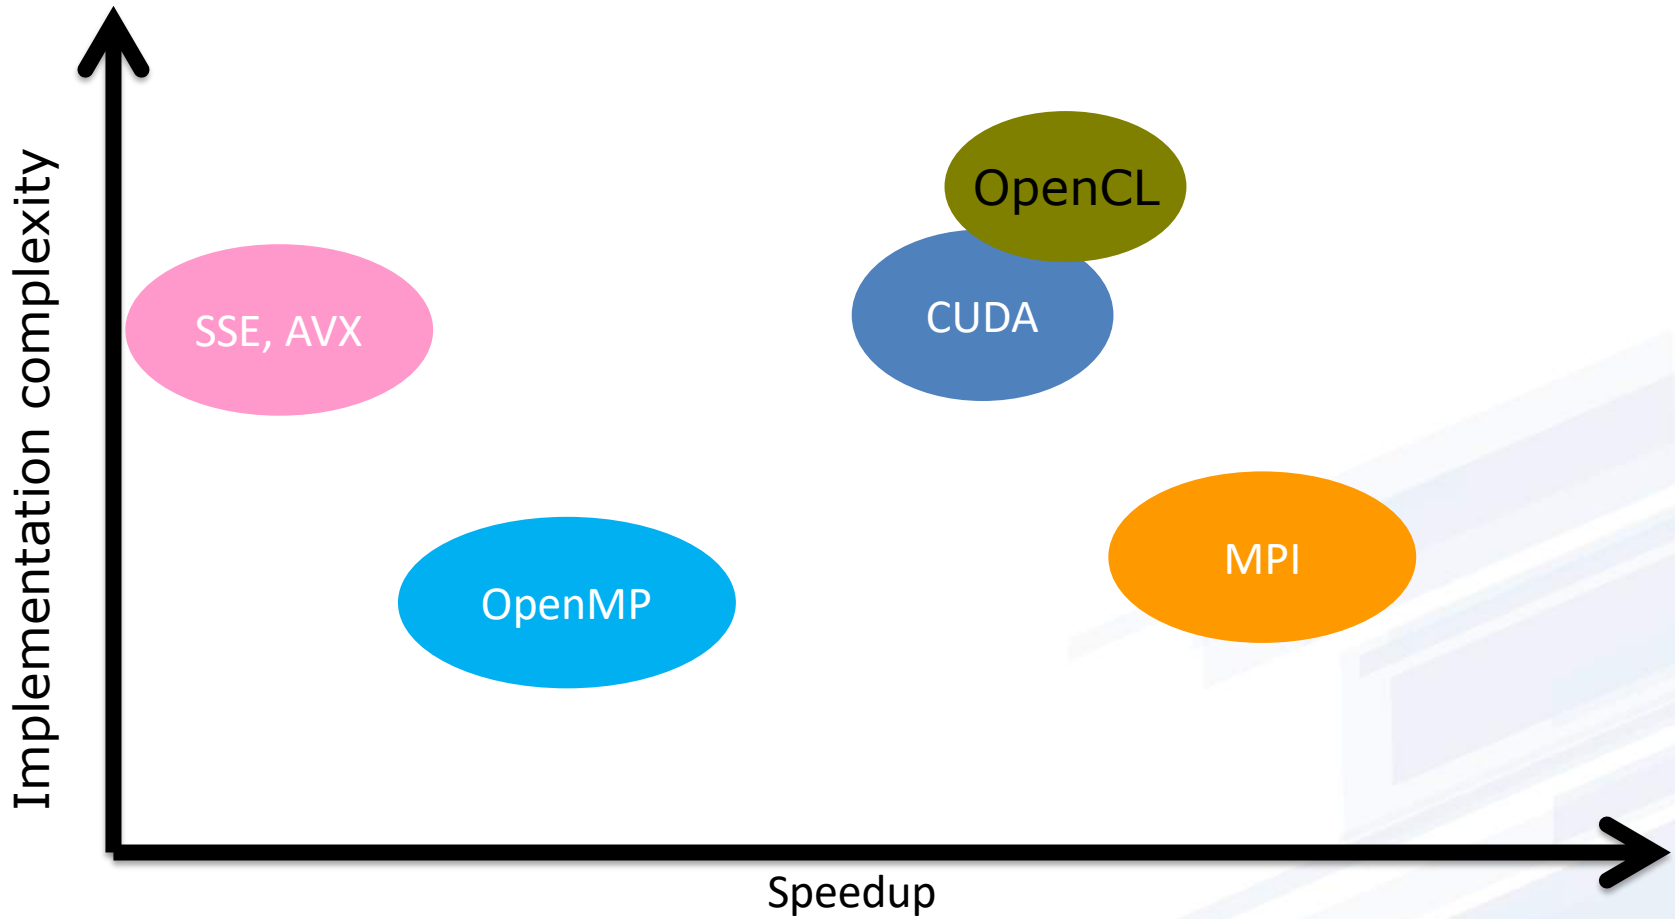 Implementation complexity
OpenCL
CUDA
SSE, AVX
MPI
OpenMP
Speedup